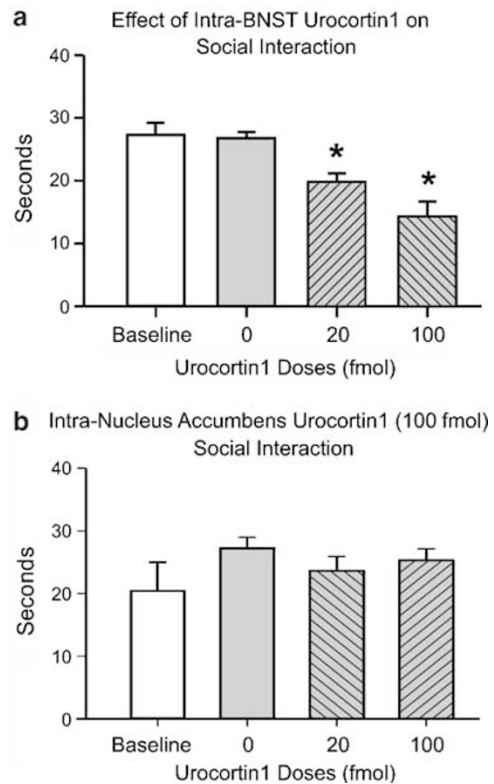 a Effect of Intra-BNST Urocortin1 on
Social Interaction
40
30
20
10
0
Seconds
*
*
Baseline 0 20 100
Urocortin1 Doses (fmol)
b Intra-Nucleus Accumbens Urocortin1 (100 fmol)
Social Interaction
40
30
20
10
0
Seconds
Baseline 0 20 100
Urocortin1 Doses (fmol)